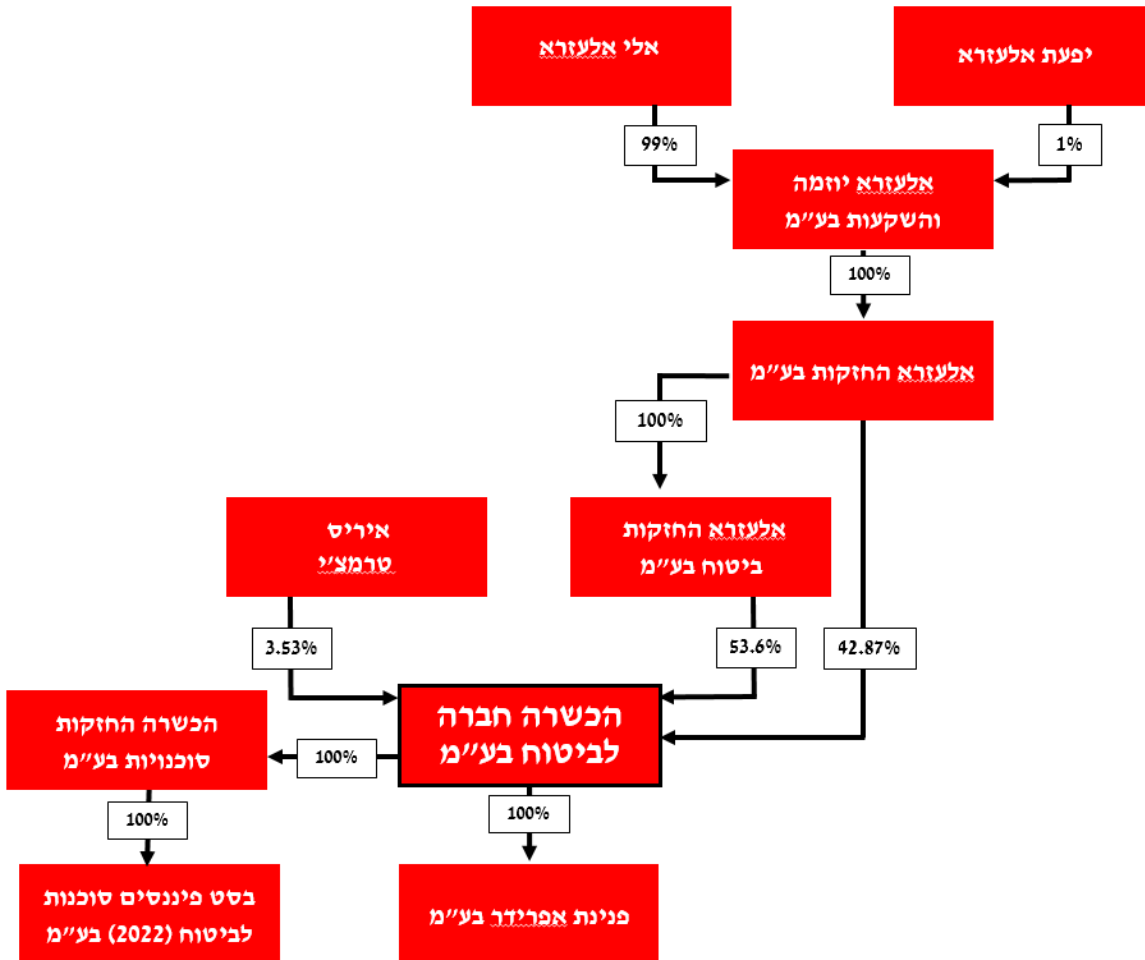 יפעת אלעזרא
אלי אלעזרא
1%
99%
אלעזרא יוזמה
והשקעות בע"מ
100%
אלעזרא החזקות בע"מ
100%
אלעזרא החזקות
ביטוח בע"מ
איריס
טרמצ'י
42.87%
53.6%
3.53%
הכשרה חברה
לביטוח בע"מ
הכשרה החזקות
סוכנויות בע"מ
100%
100%
100%
פנינת אפרידר בע"מ
בסט פיננסים סוכנות
לביטוח (2022) בע"מ